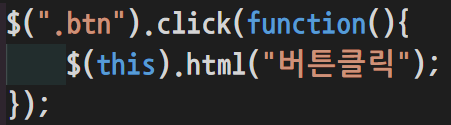 $(".btn").click(function(){
$(this).html("버튼클릭");
});